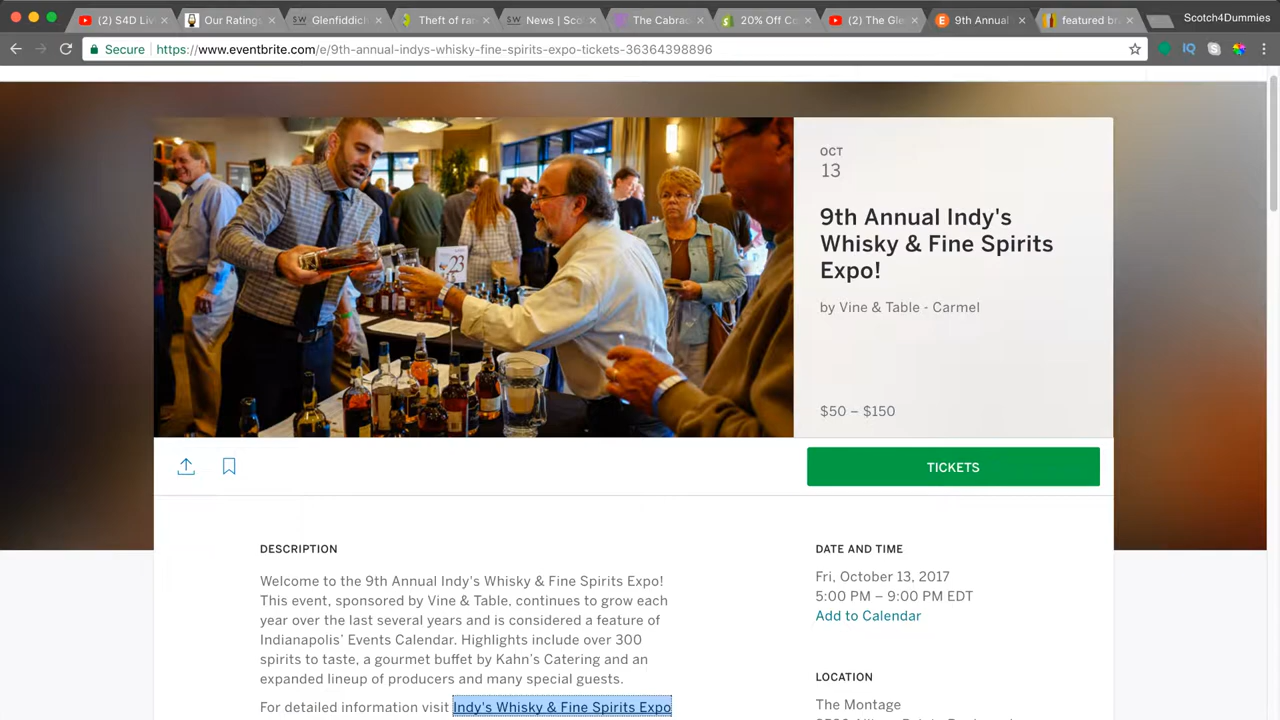 (2) S4D Liv
Our Rating
Glenfiddich
Theft of ra
News | Sco
The Cabrac
20% Off Co
(2) The Gle
9th Annual
featured br
Scotch4Dummies
Secure
https://www.eventbrite.com/e/9th-annual-indys-whisky-fine-spirits-expo-tickets-36364398896
IQ
23
OCT
13
9th Annual Indy's
Whisky & Fine Spirits
Expo!
by Vine & Table - Carmel
$50 – $150
TICKETS
DESCRIPTION
Welcome to the 9th Annual Indy's Whisky & Fine Spirits Expo!
This event, sponsored by Vine & Table, continues to grow each
year over the last several years and is considered a feature of
Indianapolis' Events Calendar. Highlights include over 300
spirits to taste, a gourmet buffet by Kahn's Catering and an
expanded lineup of producers and many special guests.
For detailed information visit Indy's Whisky & Fine Spirits Expo
DATE AND TIME
Fri, October 13, 2017
5:00 PM – 9:00 PM EDT
Add to Calendar
LOCATION
The Montage